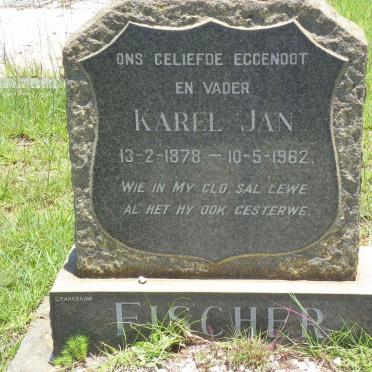 ONS GELIEFDE EGGENOOT
EN VADER
KAREL JAN
13-2-1878 — 10-5-1962.
WIE IN MY GLO, SAL LEWE
AL HET HY OOK GESTERWE.
CRANKSHAW
FISCHER